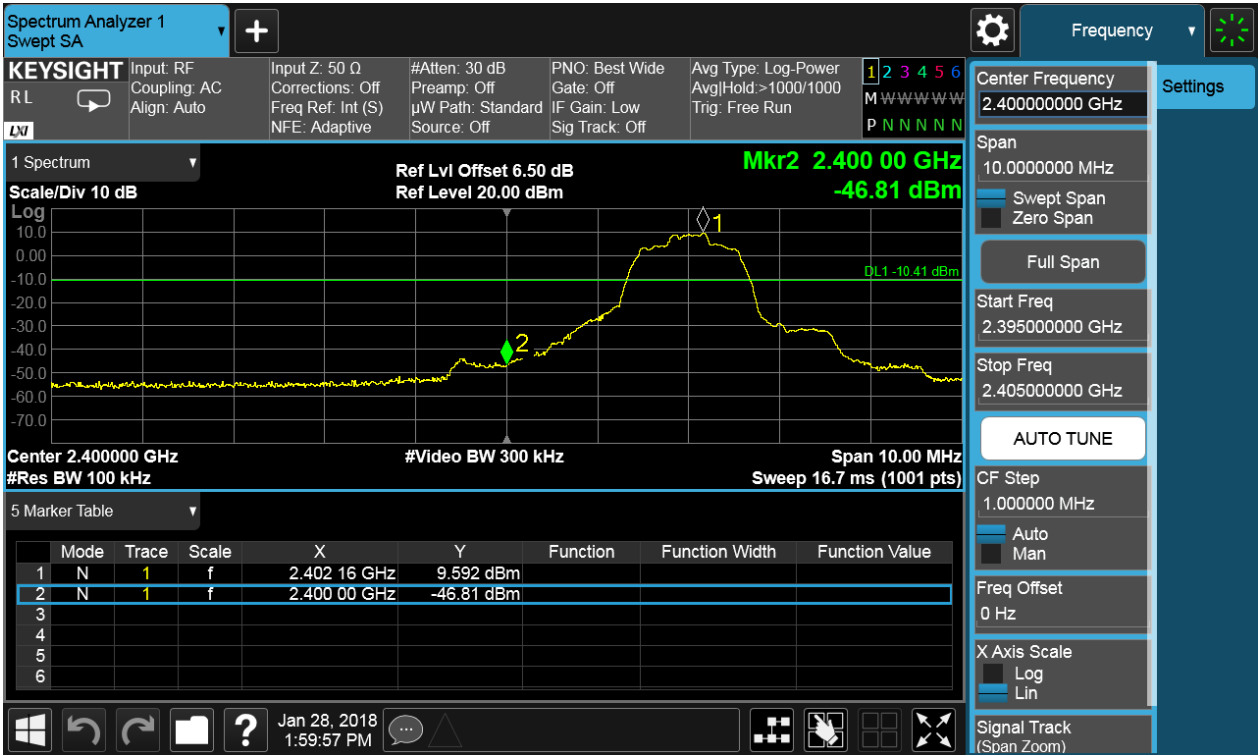 Spectrum Analyzer 1
Swept SA
Frequency
KEYSIGHT
R L
LXI
Input: RF
Coupling: AC
Align: Auto
Input Z: 50 Ω
Corrections: Off
Freq Ref: Int (S)
NFE: Adaptive
#Atten: 30 dB
Preamp: Off
µW Path: Standard
Source: Off
PNO: Best Wide
Gate: Off
IF Gain: Low
Sig Track: Off
Avg Type: Log-Power
Avg|Hold:>1000/1000
Trig: Free Run
1 2 3 4 5 6
M W W W W W
P N N N N N
1 Spectrum
Scale/Div 10 dB
Ref Lvl Offset 6.50 dB
Ref Level 20.00 dBm
Mkr2 2.400 00 GHz
-46.81 dBm
Log
10.0
0.00
-10.0
-20.0
-30.0
-40.0
-50.0
-60.0
-70.0
1
DL1 -10.41 dBm
2
Center 2.400000 GHz
#Video BW 300 kHz
Span 10.00 MHz
#Res BW 100 kHz
Sweep 16.7 ms (1001 pts)
5 Marker Table
Mode Trace Scale X Y Function Function Width Function Value
1 N 1 f 2.402 16 GHz 9.592 dBm
2 N 1 f 2.400 00 GHz -46.81 dBm
3
4
5
6
Jan 28, 2018
1:59:57 PM
?
Center Frequency
2.400000000 GHz
Settings
Span
10.0000000 MHz
Swept Span
Zero Span
Full Span
Start Freq
2.395000000 GHz
Stop Freq
2.405000000 GHz
AUTO TUNE
CF Step
1.000000 MHz
Auto
Man
Freq Offset
0 Hz
X Axis Scale
Log
Lin
Signal Track
(Span Zoom)